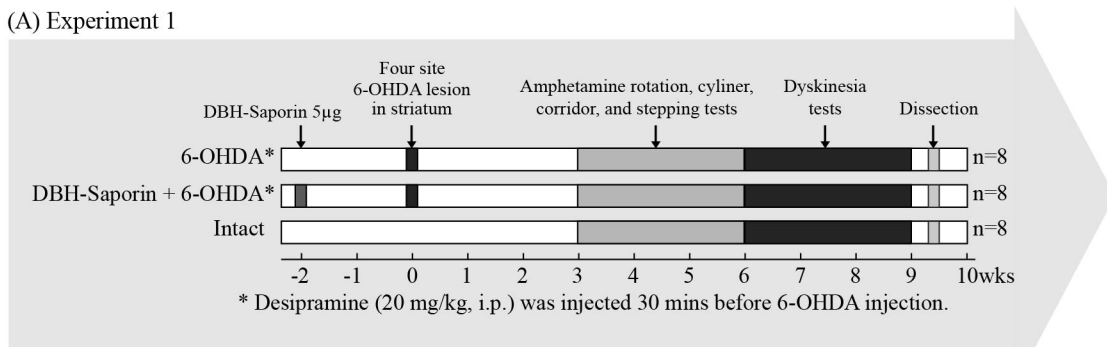 (A) Experiment 1
Four site
6-OHDA lesion
in striatum
DBH-Saporin 5µg
Amphetamine rotation, cyliner,
corridor, and stepping tests
Dyskinesia
tests
Dissection
6-OHDA* n=8
DBH-Saporin + 6-OHDA* n=8
Intact n=8
-2 -1 0 1 2 3 4 5 6 7 8 9 10wks
* Desipramine (20 mg/kg, i.p.) was injected 30 mins before 6-OHDA injection.